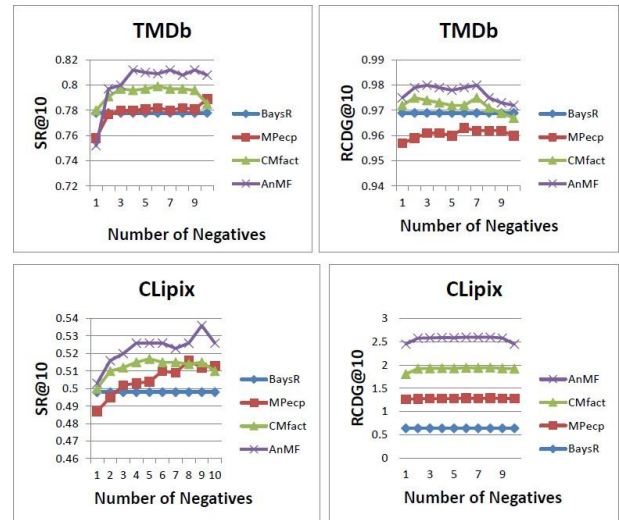 TMDb
SR@10
0.82
0.8
0.78
0.76
0.74
0.72
1 3 5 7 9
Number of Negatives
BaysR
MPecp
CMfact
AnMF
TMDb
RCDG@10
0.99
0.98
0.97
0.96
0.95
0.94
1 3 5 7 9
Number of Negatives
BaysR
MPecp
CMfact
AnMF
CLipix
SR@10
0.54
0.53
0.52
0.51
0.5
0.49
0.48
0.47
0.46
1 2 3 4 5 6 7 8 9 10
Number of Negatives
BaysR
MPecp
CMfact
AnMF
CLipix
RCDG@10
3
2.5
2
1.5
1
0.5
0
1 3 5 7 9
Number of Negatives
AnMF
CMfact
MPecp
BaysR